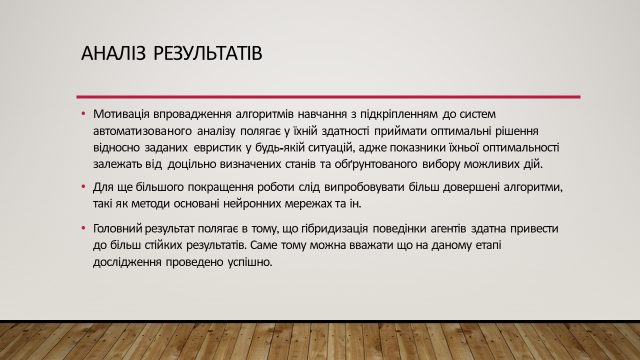 АНАЛІЗ РЕЗУЛЬТАТІВ
• Мотивація впровадження алгоритмів навчання з підкріпленням до систем
автоматизованого аналізу полягає у їхній здатності приймати оптимальні рішення
відносно заданих евристик у будь-якій ситуацій, адже показники їхньої оптимальності
залежать від доцільно визначених станів та обґрунтованого вибору можливих дій.
• Для ще більшого покращення роботи слід випробовувати більш довершені алгоритми,
такі як методи основані нейронних мережах та ін.
• Головний результат полягає в тому, що гібридизація поведінки агентів здатна привести
до більш стійких результатів. Саме тому можна вважати що на даному етапі
дослідження проведено успішно.